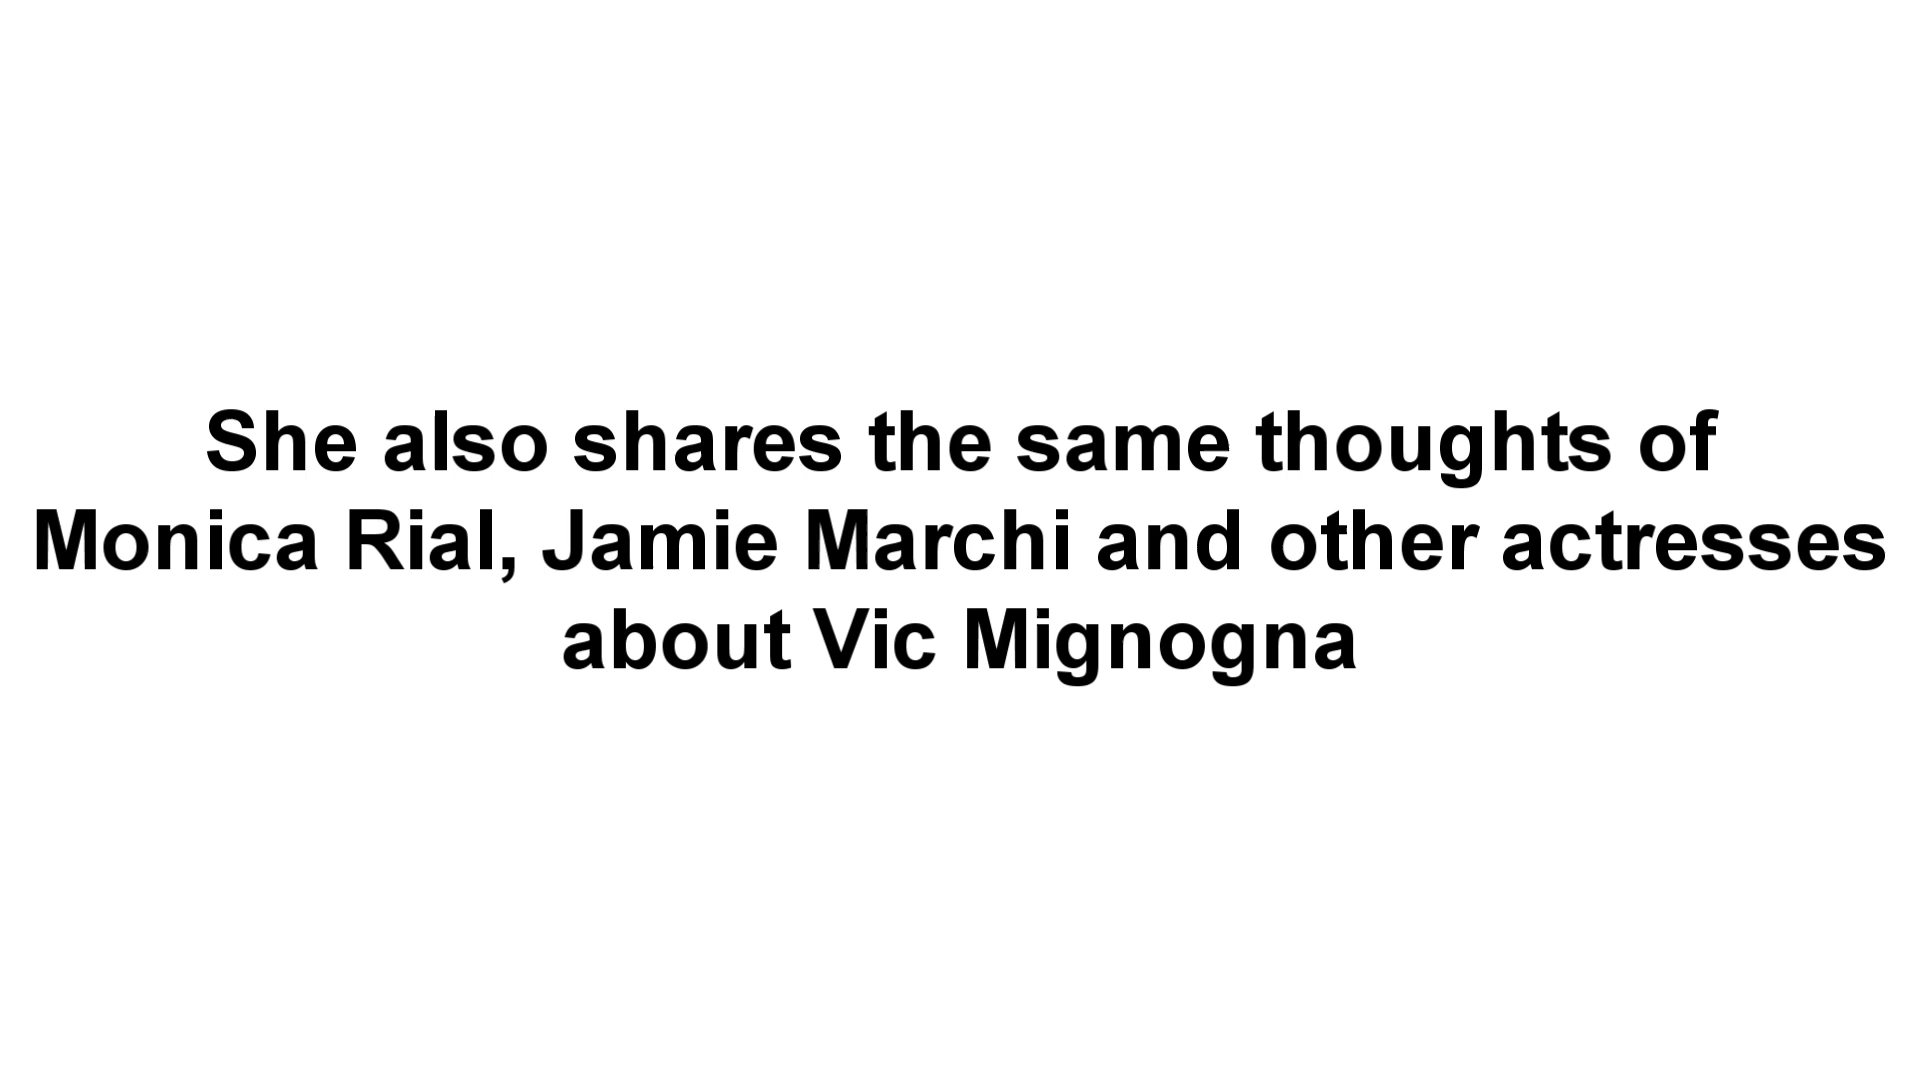 She also shares the same thoughts of
Monica Rial, Jamie Marchi and other actresses
about Vic Mignogna